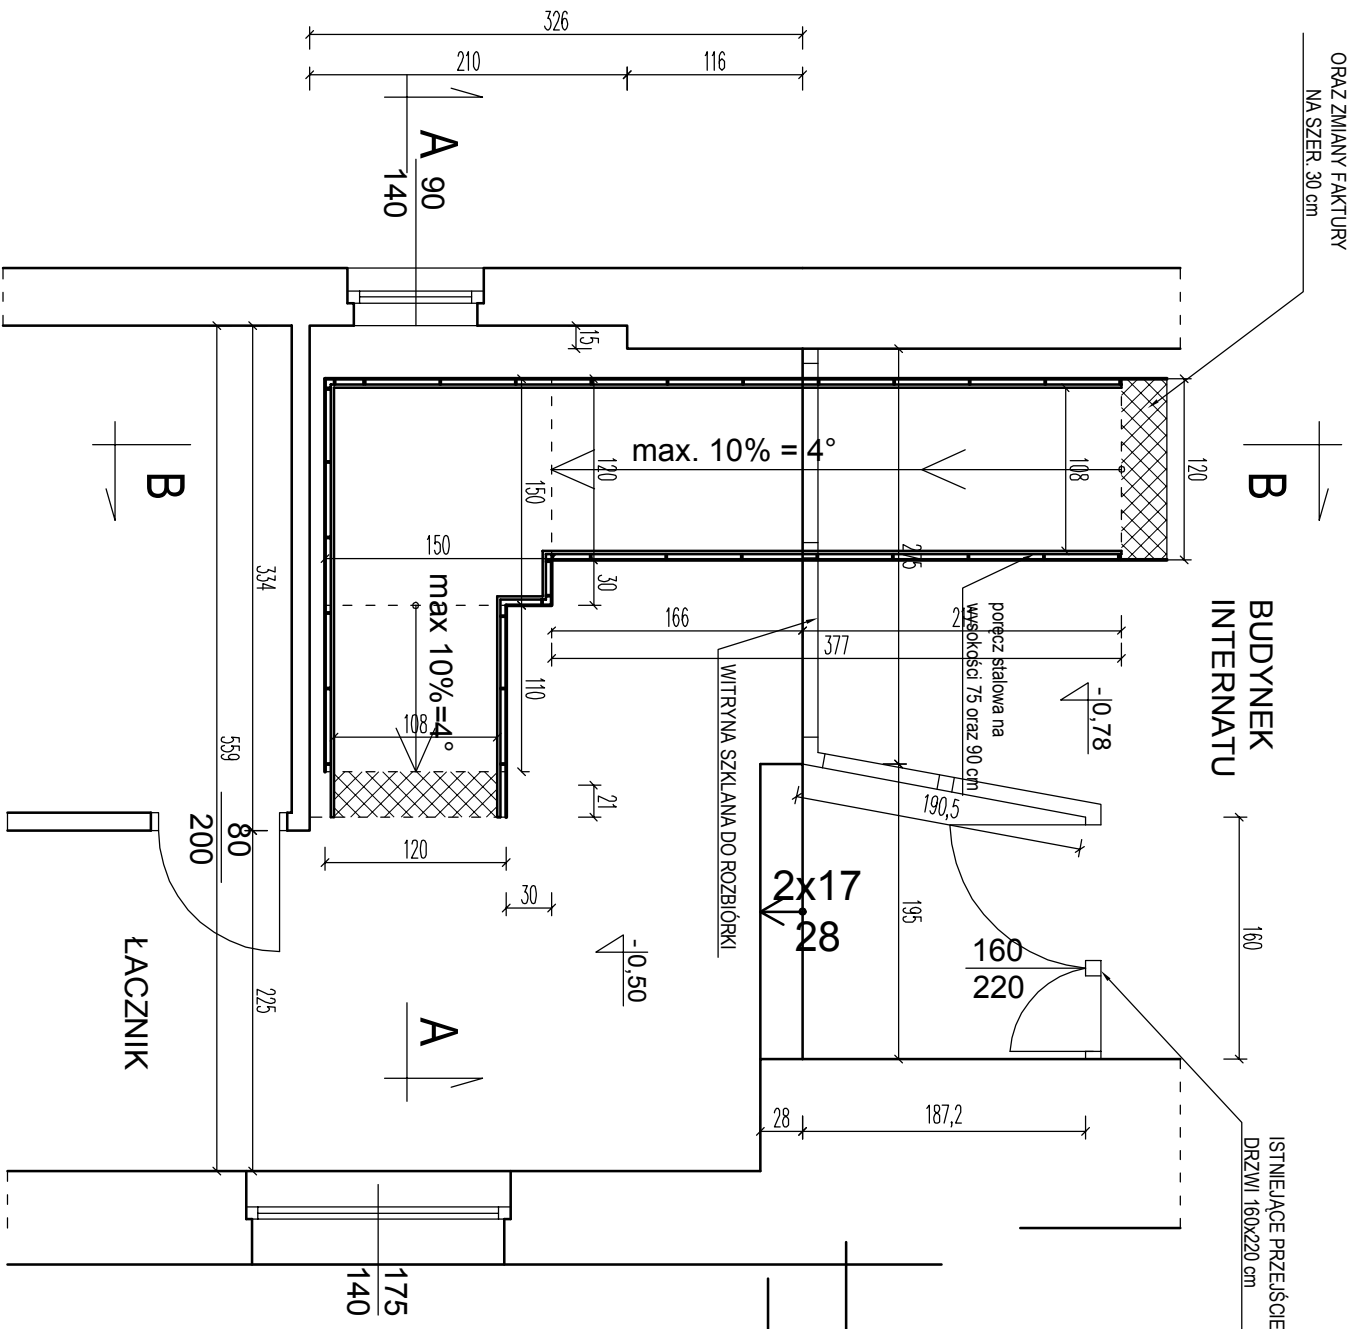 326
210
116
A
90
140
ORAZ ZMIANY FAKTURY
NA SZER. 30 cm
15
120
B
B
max. 10% = 4°
120
150
108
275
150
30
max 10%=4°
334
559
166
377
110
108
poręcz stalowa na
wysokości 75 oraz 90 cm
-0,78
BUDYNEK
INTERNATU
WITRYNA SZKLANA DO ROZBIÓRKI
190,5
21
120
30
80
200
2x17
28
195
160
160
220
-0,50
ŁACZNIK
225
A
28
187,2
ISTNIEJĄCE PRZEJŚCIE
DRZWI 160x220 cm
175
140